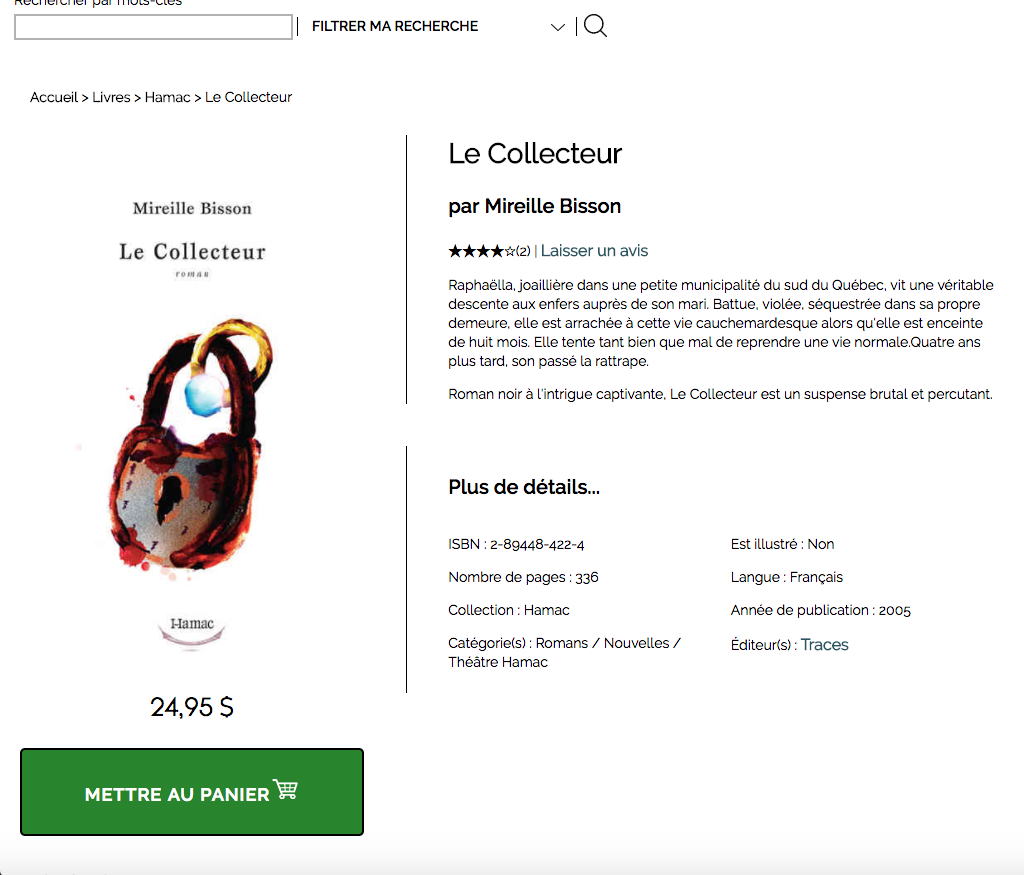 Rechercher par mots-clés
FILTRER MA RECHERCHE
Accueil > Livres > Hamac > Le Collecteur
Mireille Bisson
Le Collecteur
roman
Hamac
24,95 $
METTRE AU PANIER
Le Collecteur
par Mireille Bisson
★★★★☆(2) | Laisser un avis
Raphaëlla, joaillière dans une petite municipalité du sud du Québec, vit une véritable
descente aux enfers auprès de son mari. Battue, violée, séquestrée dans sa propre
demeure, elle est arrachée à cette vie cauchemardesque alors qu'elle est enceinte
de huit mois. Elle tente tant bien que mal de reprendre une vie normale.Quatre ans
plus tard, son passé la rattrape.
Roman noir à l'intrigue captivante, Le Collecteur est un suspense brutal et percutant.
Plus de détails...
ISBN : 2-89448-422-4
Est illustré : Non
Nombre de pages : 336
Langue : Français
Collection : Hamac
Année de publication : 2005
Catégorie(s) : Romans / Nouvelles /
Théâtre Hamac
Éditeur(s) : Traces